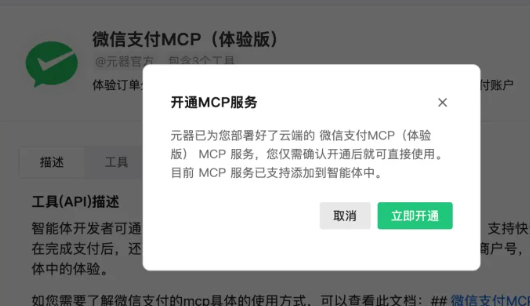 微信支付MCP（体验版）
@元器官方 包含3个工具
体验订单
付账户
开通MCP服务
元器已为您部署好了云端的 微信支付MCP（体验
版） MCP 服务，您仅需确认开通后就可直接使用。
目前 MCP 服务已支持添加到智能体中。
取消 立即开通
描述 工具
工具(API)描述
智能体开发者可通
支持快
在完成支付后，还
商户号，
体中的体验。
如您需要了解微信支付的mcp具体的使用方式，可以查看此文档：## 微信支付MC